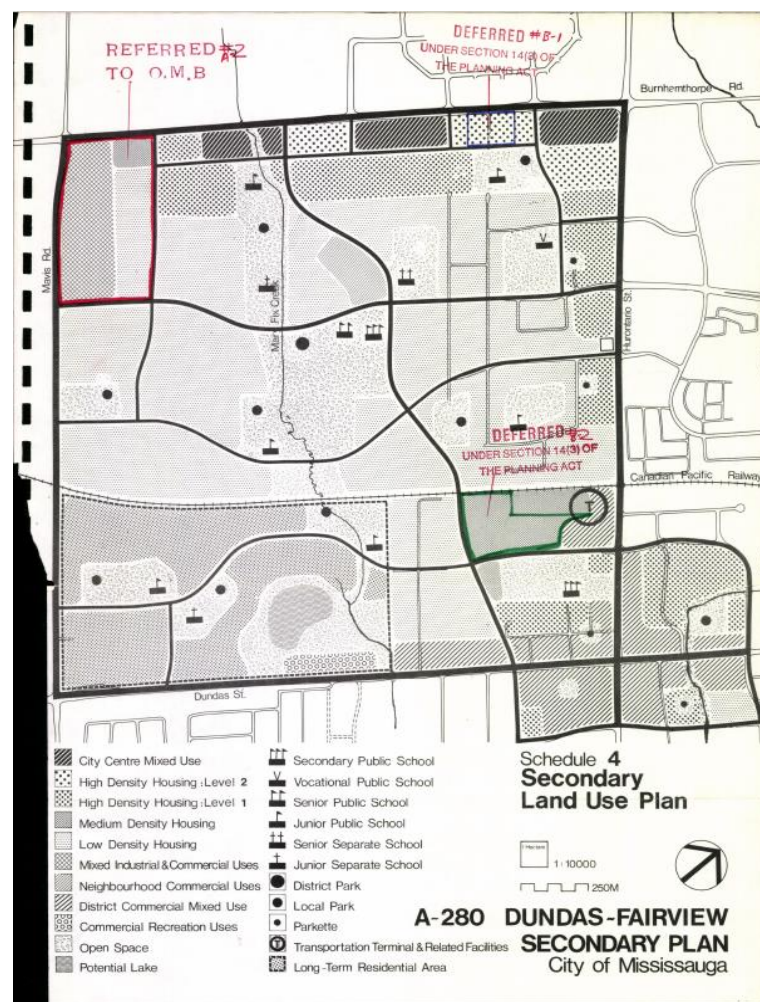 REFERRED #
A-2
TO O.M.B
DEFERRED #B-1
UNDER SECTION 14(3) OF
THE PLANNING ACT
Burnhamthorpe Rd.
Mavis Rd.
Mary Fix Creek
Hurontario St.
DEFERRED B-2
UNDER SECTION 14(3) OF
THE PLANNING ACT
Canadian Pacific Railway
T
Dundas St.
City Centre Mixed Use
High Density Housing: Level 2
High Density Housing: Level 1
Medium Density Housing
Low Density Housing
Mixed Industrial & Commercial Uses
Neighbourhood Commercial Uses
District Commercial Mixed Use
Commercial Recreation Uses
Open Space
Potential Lake
Secondary Public School
Vocational Public School
Senior Public School
Junior Public School
Senior Separate School
Junior Separate School
District Park
Local Park
Parkette
T Transportation Terminal & Related Facilities
Long-Term Residential Area
Schedule 4
Secondary
Land Use Plan
1:10000
250M
A-280 DUNDAS-FAIRVIEW
SECONDARY PLAN
City of Mississauga